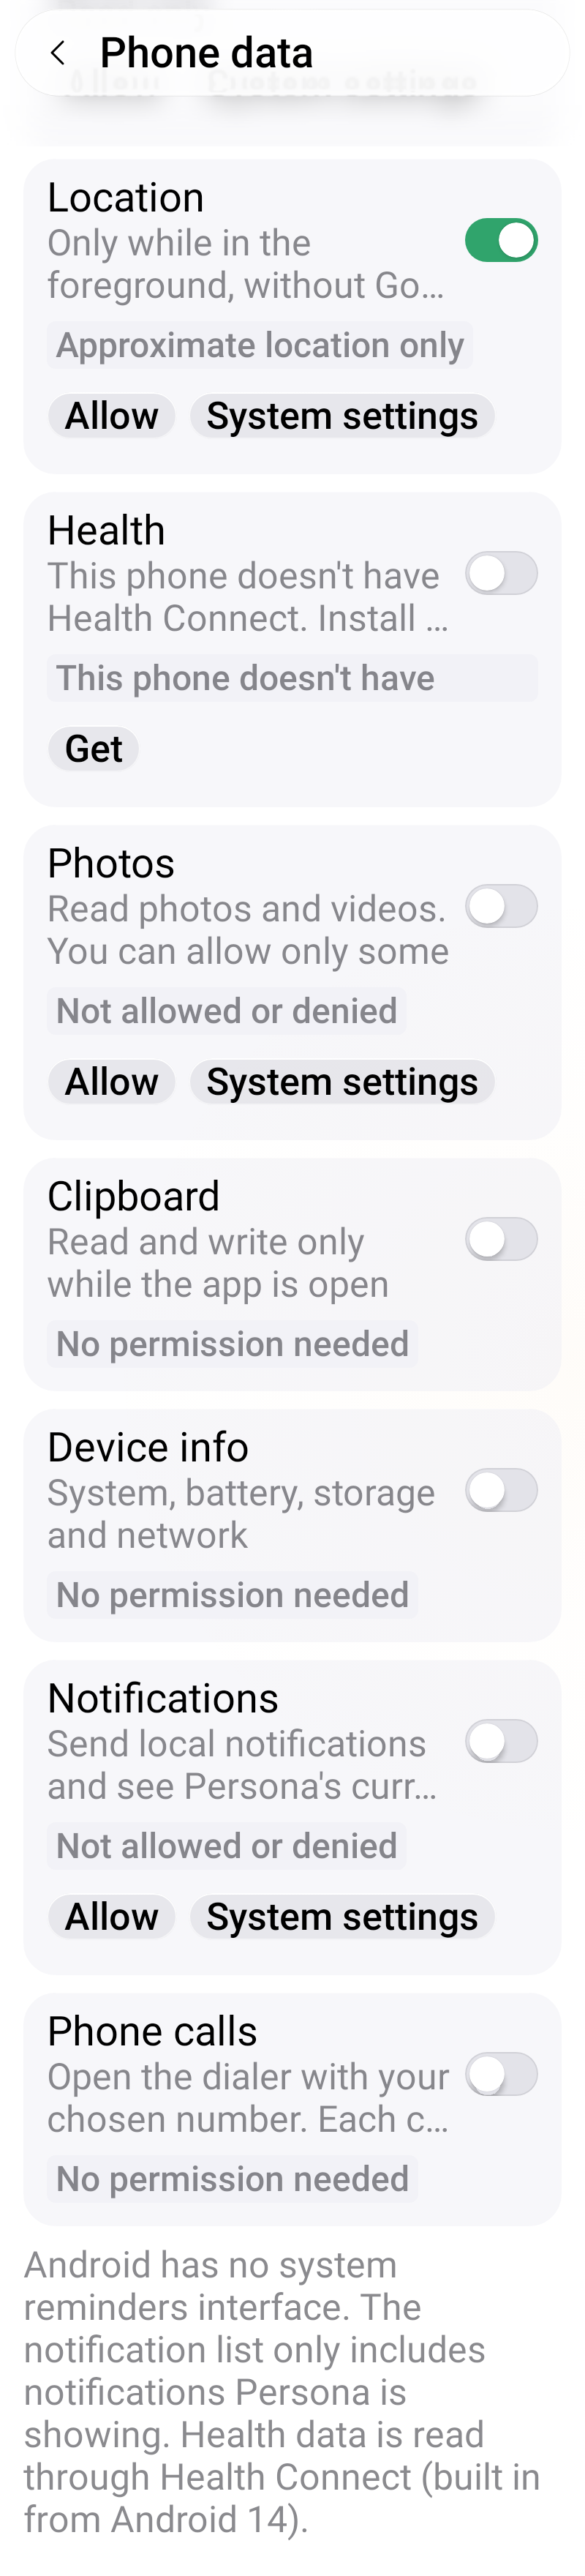 Phone data
Location
Only while in the
foreground, without Go...
Approximate location only
Allow
System settings
Health
This phone doesn't have
Health Connect. Install ...
This phone doesn't have
Get
Photos
Read photos and videos.
You can allow only some
Not allowed or denied
Allow
System settings
Clipboard
Read and write only
while the app is open
No permission needed
Device info
System, battery, storage
and network
No permission needed
Notifications
Send local notifications
and see Persona's curr...
Not allowed or denied
Allow
System settings
Phone calls
Open the dialer with your
chosen number. Each c...
No permission needed
Android has no system
reminders interface. The
notification list only includes
notifications Persona is
showing. Health data is read
through Health Connect (built in
from Android 14).